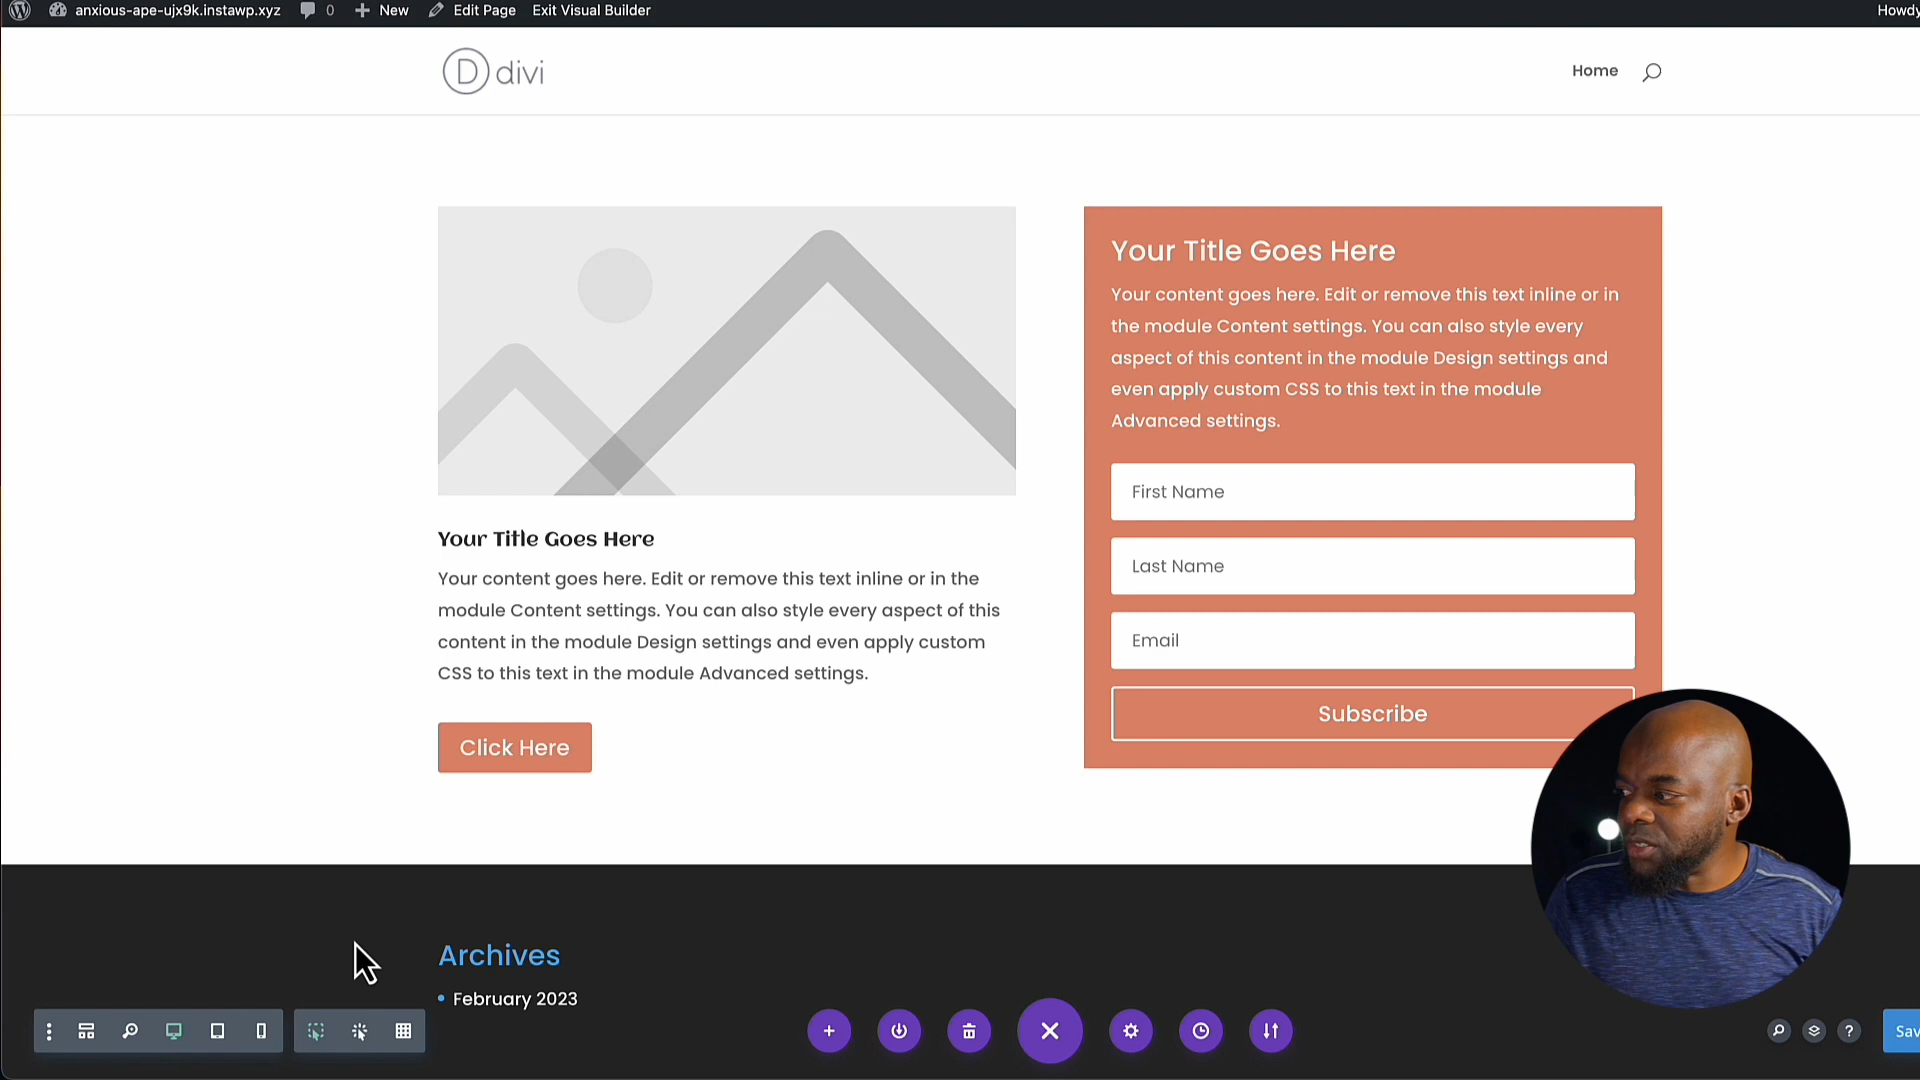 anxious-ape-ujx9k.instawp.xyz 0 New Edit Page Exit Visual Builder Howdy
D divi
Home
Your Title Goes Here
Your content goes here. Edit or remove this text inline or in
the module Content settings. You can also style every
aspect of this content in the module Design settings and
even apply custom CSS to this text in the module
Advanced settings.
First Name
Last Name
Email
Subscribe
Your Title Goes Here
Your content goes here. Edit or remove this text inline or in the
module Content settings. You can also style every aspect of this
content in the module Design settings and even apply custom
CSS to this text in the module Advanced settings.
Click Here
Archives
February 2023
?
Sav